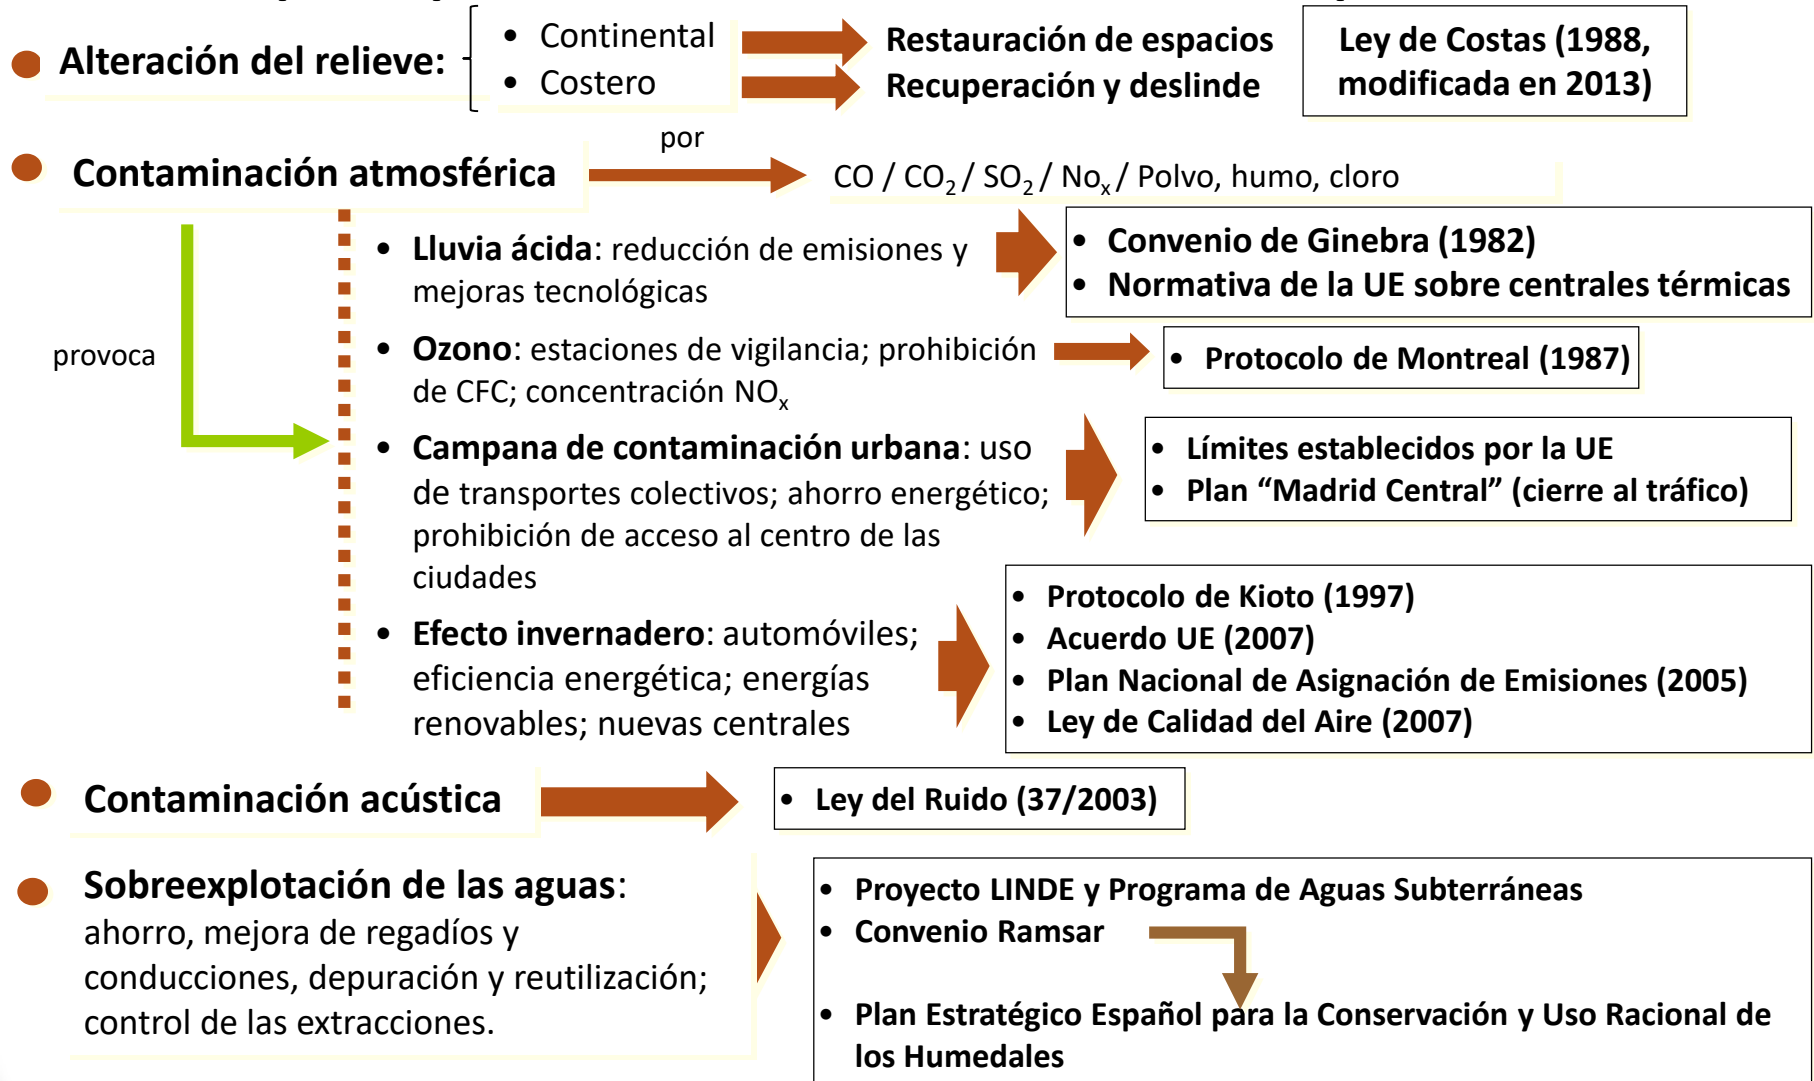 Alteración del relieve:
• Continental
• Costero
Restauración de espacios
Recuperación y deslinde
Ley de Costas (1988,
modificada en 2013)
Contaminación atmosférica
por
CO / CO₂ / SO₂ / Noₓ / Polvo, humo, cloro
provoca
• Lluvia ácida: reducción de emisiones y
mejoras tecnológicas
• Convenio de Ginebra (1982)
• Normativa de la UE sobre centrales térmicas
• Ozono: estaciones de vigilancia; prohibición
de CFC; concentración NOₓ
• Protocolo de Montreal (1987)
• Campana de contaminación urbana: uso
de transportes colectivos; ahorro energético;
prohibición de acceso al centro de las
ciudades
• Límites establecidos por la UE
• Plan “Madrid Central” (cierre al tráfico)
• Efecto invernadero: automóviles;
eficiencia energética; energías
renovables; nuevas centrales
• Protocolo de Kioto (1997)
• Acuerdo UE (2007)
• Plan Nacional de Asignación de Emisiones (2005)
• Ley de Calidad del Aire (2007)
Contaminación acústica
• Ley del Ruido (37/2003)
Sobreexplotación de las aguas:
ahorro, mejora de regadíos y
conducciones, depuración y reutilización;
control de las extracciones.
• Proyecto LINDE y Programa de Aguas Subterráneas
• Convenio Ramsar
• Plan Estratégico Español para la Conservación y Uso Racional de
los Humedales